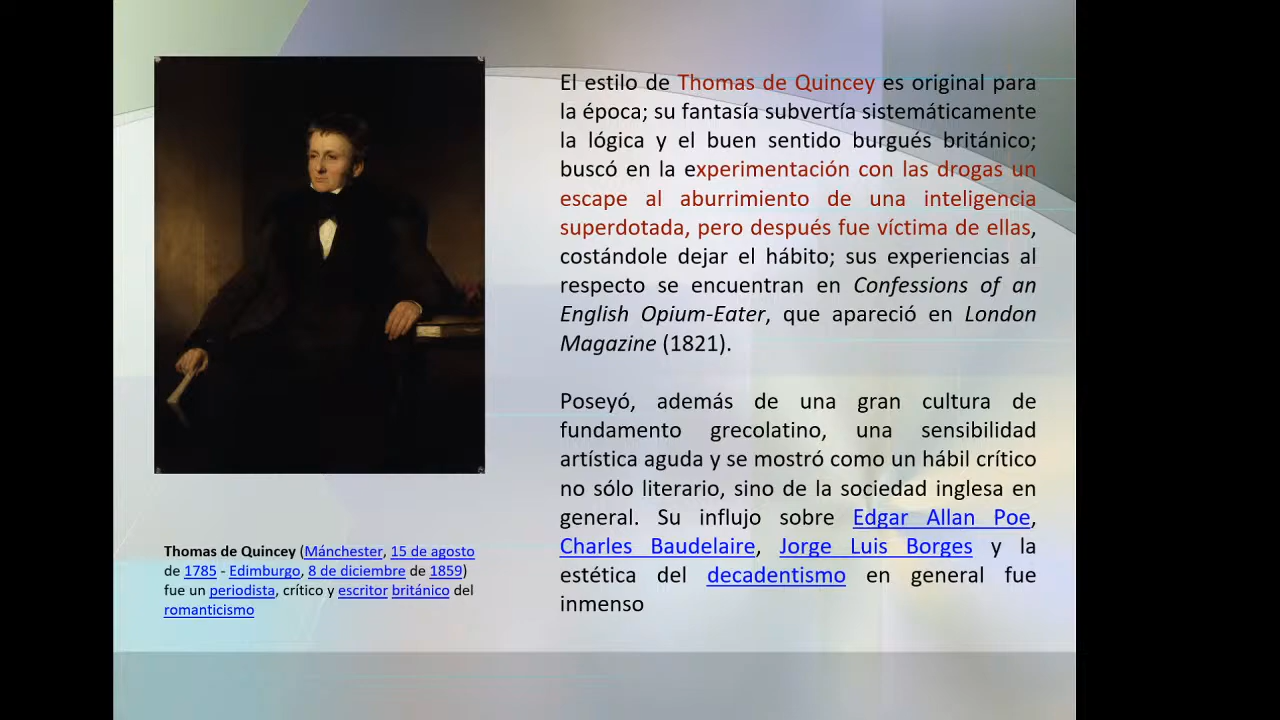 El estilo de Thomas de Quincey es original para
la época; su fantasía subvertía sistemáticamente
la lógica y el buen sentido burgués británico;
buscó en la experimentación con las drogas un
escape al aburrimiento de una inteligencia
superdotada, pero después fue víctima de ellas,
costándole dejar el hábito; sus experiencias al
respecto se encuentran en Confessions of an
English Opium-Eater, que apareció en London
Magazine (1821).
Poseyó, además de una gran cultura de
fundamento grecolatino, una sensibilidad
artística aguda y se mostró como un hábil crítico
no sólo literario, sino de la sociedad inglesa en
general. Su influjo sobre Edgar Allan Poe,
Charles Baudelaire, Jorge Luis Borges y la
estética del decadentismo en general fue
inmenso
Thomas de Quincey (Mánchester, 15 de agosto
de 1785 - Edimburgo, 8 de diciembre de 1859)
fue un periodista, crítico y escritor británico del
romanticismo